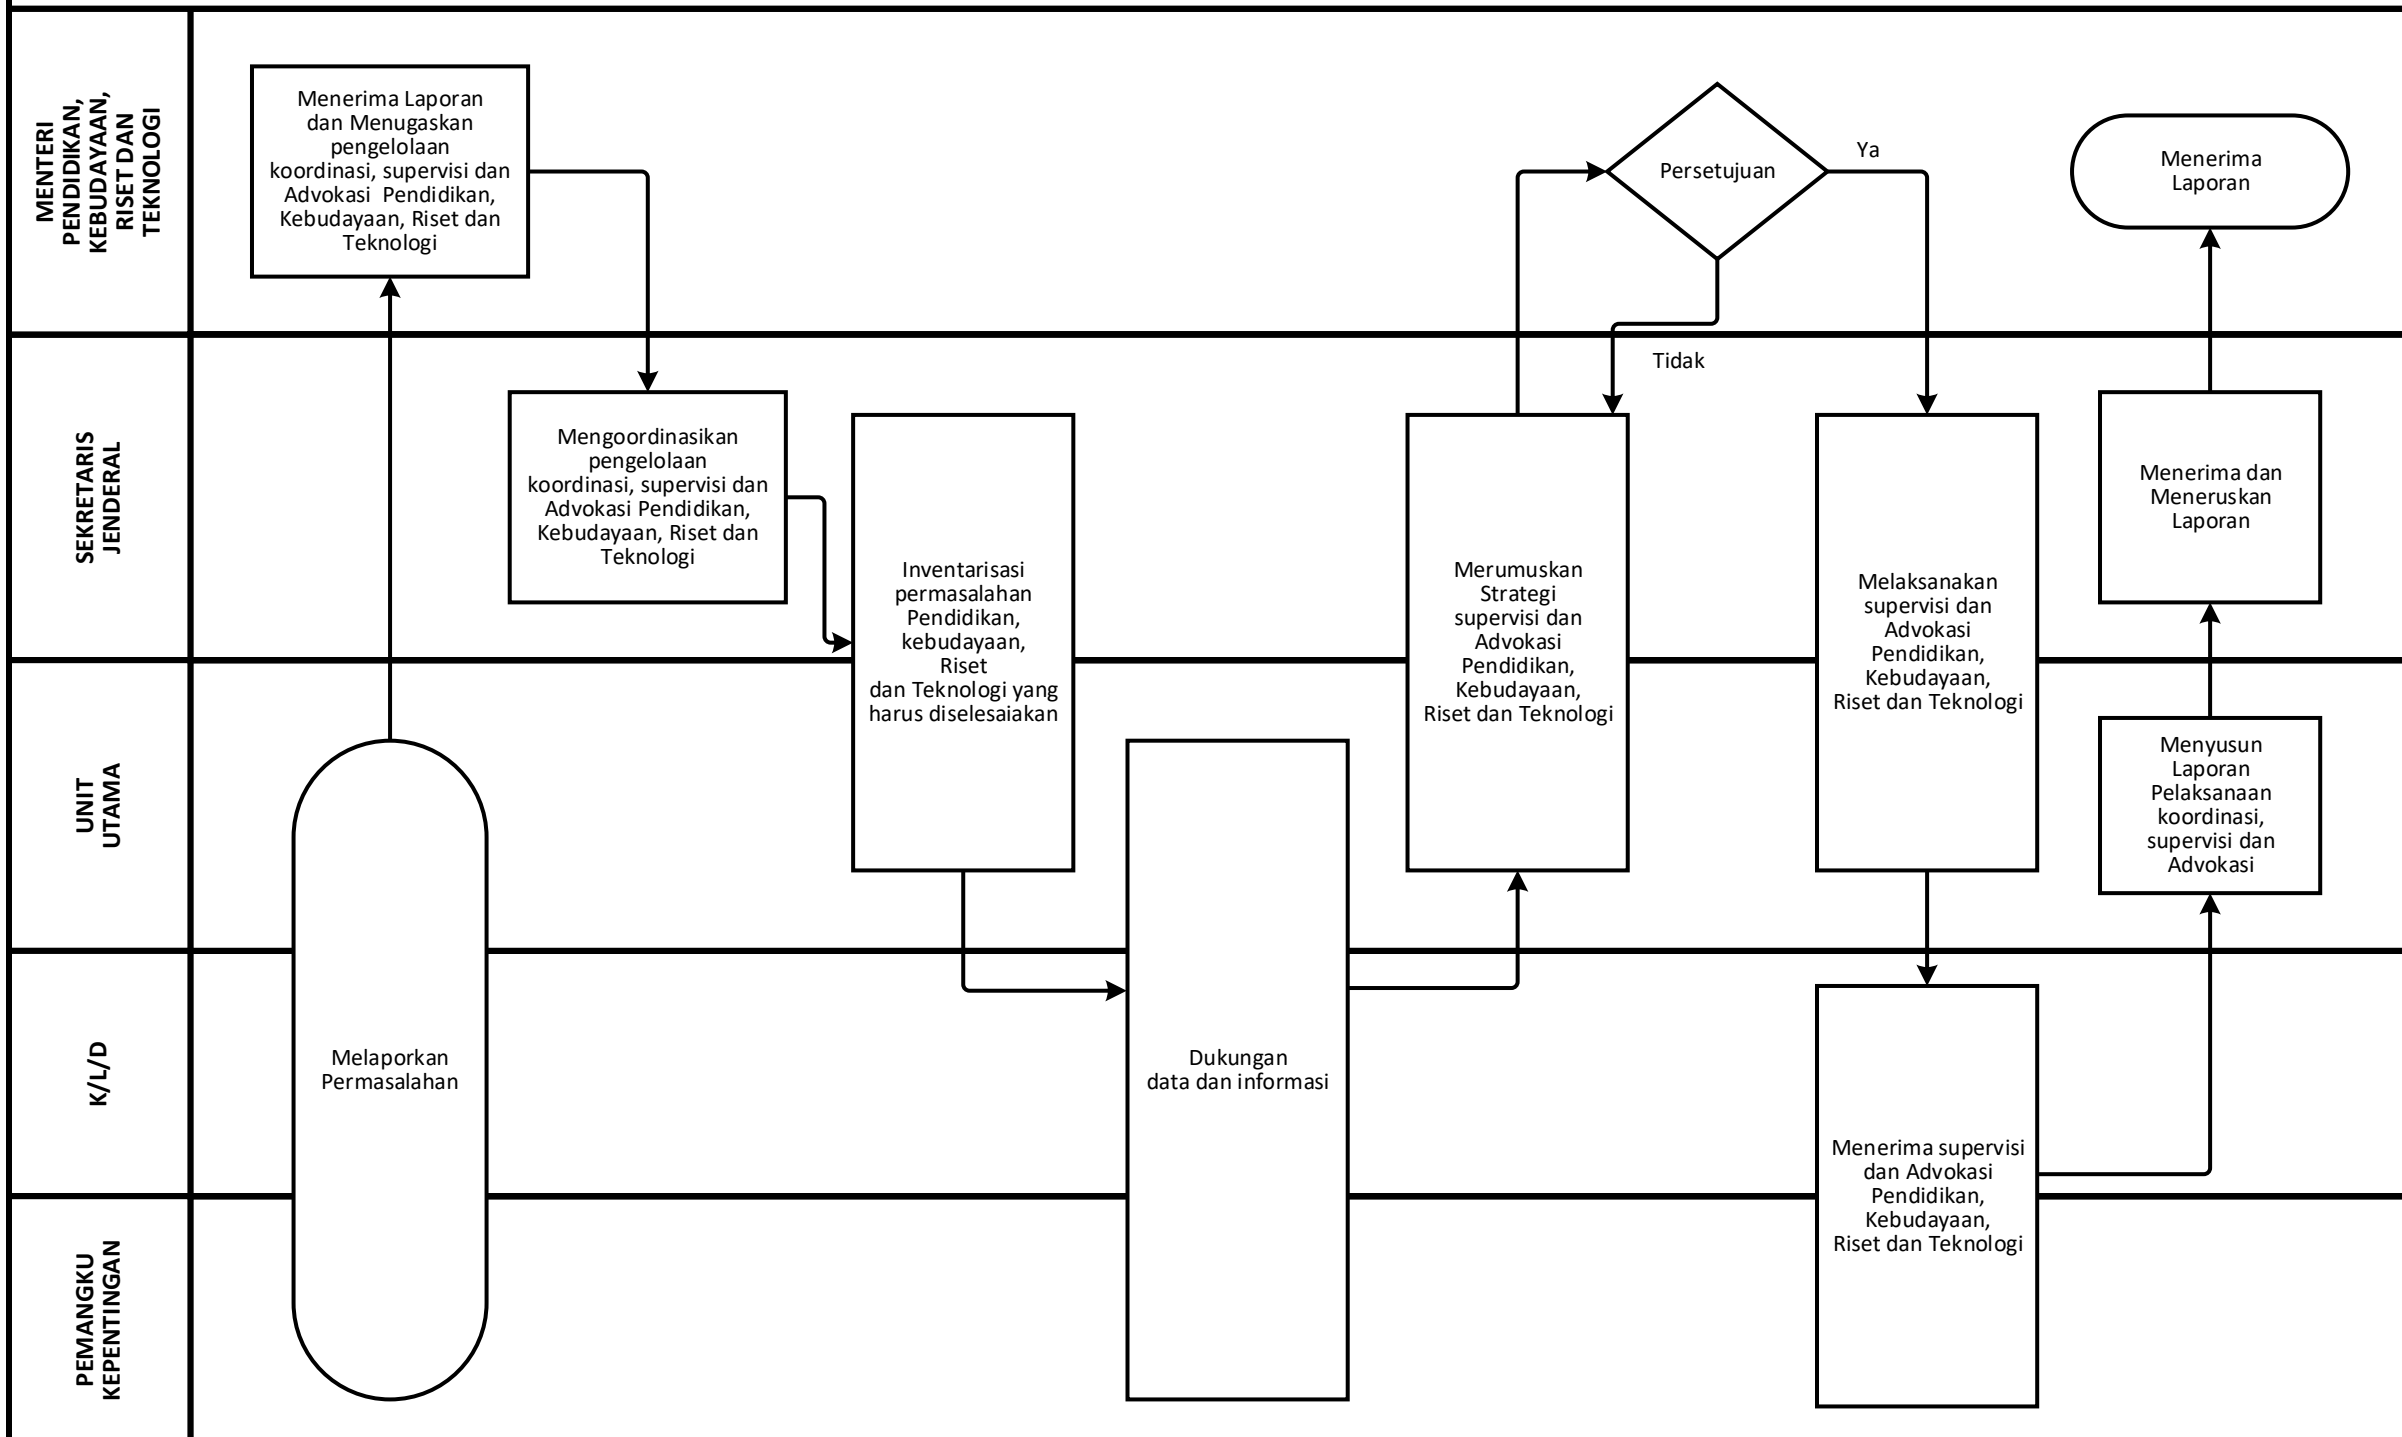 MENTERI
PENDIDIKAN,
KEBUDAYAAN,
RISET DAN
TEKNOLOGI
Menerima Laporan
dan Menugaskan
pengelolaan
koordinasi, supervisi dan
Advokasi Pendidikan,
Kebudayaan, Riset dan
Teknologi
Persetujuan
Ya
Tidak
Menerima
Laporan
SEKRETARIS
JENDERAL
Mengoordinasikan
pengelolaan
koordinasi, supervisi dan
Advokasi Pendidikan,
Kebudayaan, Riset dan
Teknologi
Inventarisasi
permasalahan
Pendidikan,
kebudayaan,
Riset
dan Teknologi yang
harus diselesaiakan
Merumuskan
Strategi
supervisi dan
Advokasi
Pendidikan,
Kebudayaan,
Riset dan Teknologi
Melaksanakan
supervisi dan
Advokasi
Pendidikan,
Kebudayaan,
Riset dan Teknologi
Menerima dan
Meneruskan
Laporan
UNIT
UTAMA
Menyusun
Laporan
Pelaksanaan
koordinasi,
supervisi dan
Advokasi
K/L/D
Melaporkan
Permasalahan
Dukungan
data dan informasi
Menerima supervisi
dan Advokasi
Pendidikan,
Kebudayaan,
Riset dan Teknologi
PEMANGKU
KEPENTINGAN